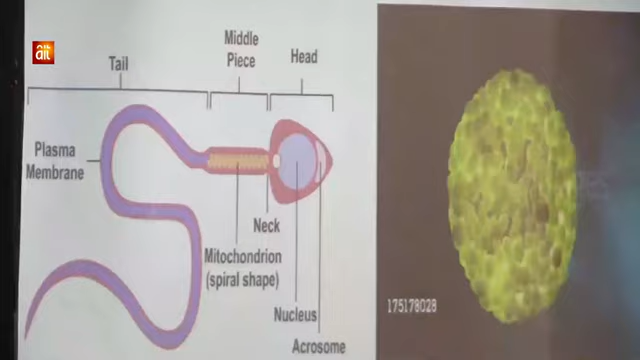 ait
Tail
Middle
Piece
Head
Plasma
Membrane
Neck
Mitochondrion
(spiral shape)
Nucleus
Acrosome
175178028